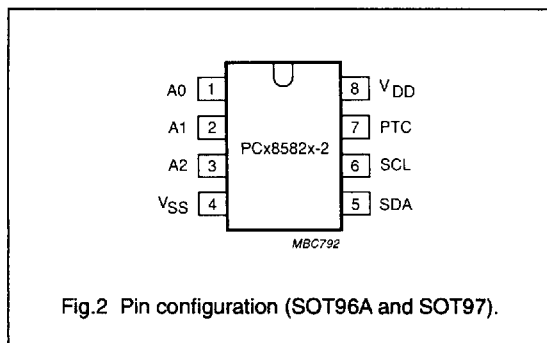 A0 1 8 VDD
A1 2 7 PTC
PCx8582x-2
A2 3 6 SCL
VSS 4 5 SDA
MBC792
Fig.2 Pin configuration (SOT96A and SOT97).